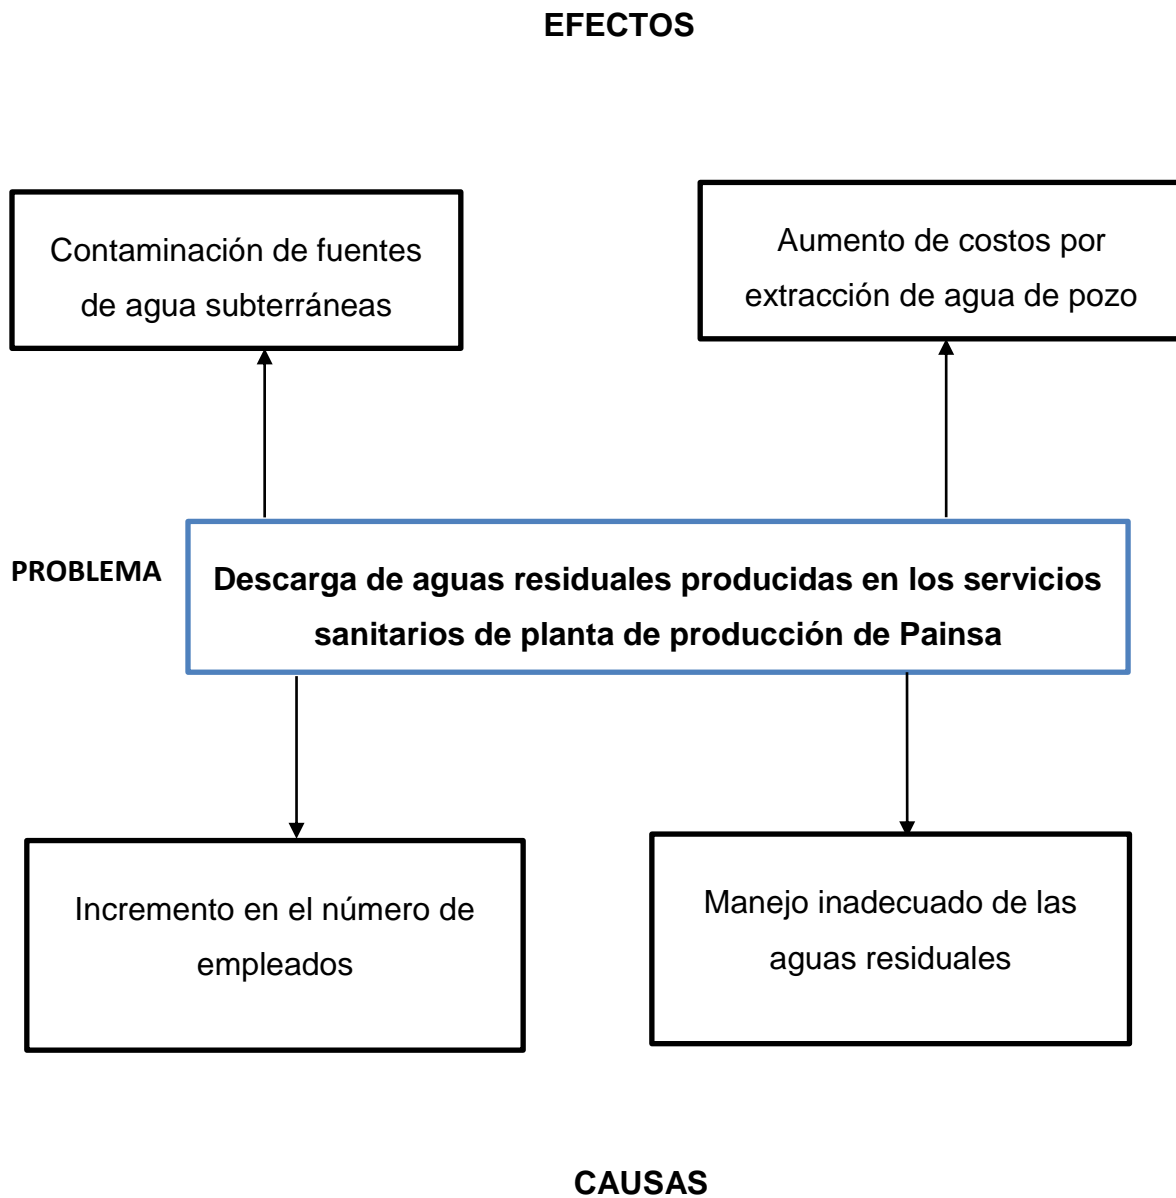 EFECTOS
Contaminación de fuentes
de agua subterráneas
Aumento de costos por
extracción de agua de pozo
PROBLEMA
Descarga de aguas residuales producidas en los servicios
sanitarios de planta de producción de Painsa
Incremento en el número de
empleados
Manejo inadecuado de las
aguas residuales
CAUSAS